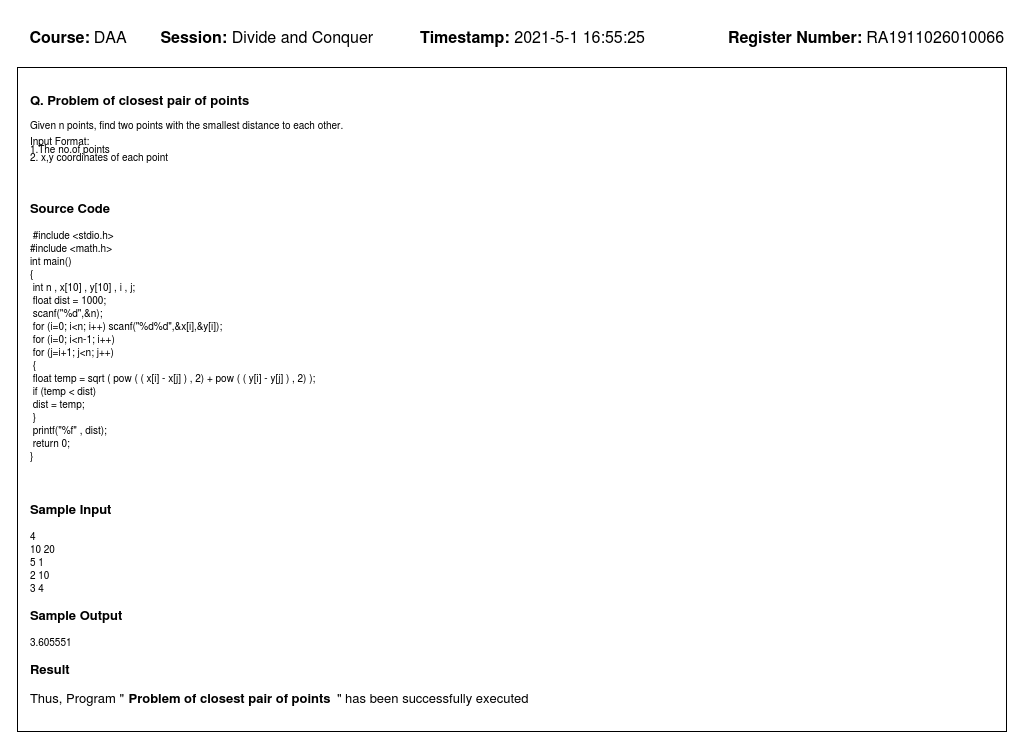 Course: DAA Session: Divide and Conquer Timestamp: 2021-5-1 16:55:25 Register Number: RA1911026010066
Q. Problem of closest pair of points
Given n points, find two points with the smallest distance to each other.
Input Format:
1.The no.of points
2. x,y coordinates of each point
Source Code
#include <stdio.h>
#include <math.h>
int main()
{
int n , x[10] , y[10] , i , j;
float dist = 1000;
scanf("%d",&n);
for (i=0; i<n; i++) scanf("%d%d",&x[i],&y[i]);
for (i=0; i<n-1; i++)
for (j=i+1; j<n; j++)
{
float temp = sqrt ( pow ( ( x[i] - x[j] ) , 2) + pow ( ( y[i] - y[j] ) , 2) );
if (temp < dist)
dist = temp;
}
printf("%f" , dist);
return 0;
}
Sample Input
4
10 20
5 1
2 10
3 4
Sample Output
3.605551
Result
Thus, Program " Problem of closest pair of points " has been successfully executed